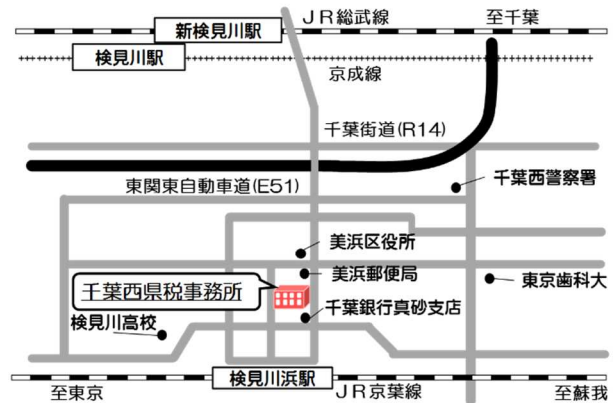 JR総武線
至千葉
新検見川駅
検見川駅
京成線
千葉街道(R14)
千葉西警察署
東関東自動車道(E51)
美浜区役所
美浜郵便局
東京歯科大
千葉西県税事務所
千葉銀行真砂支店
検見川高校
検見川浜駅
至東京
JR京葉線
至蘇我